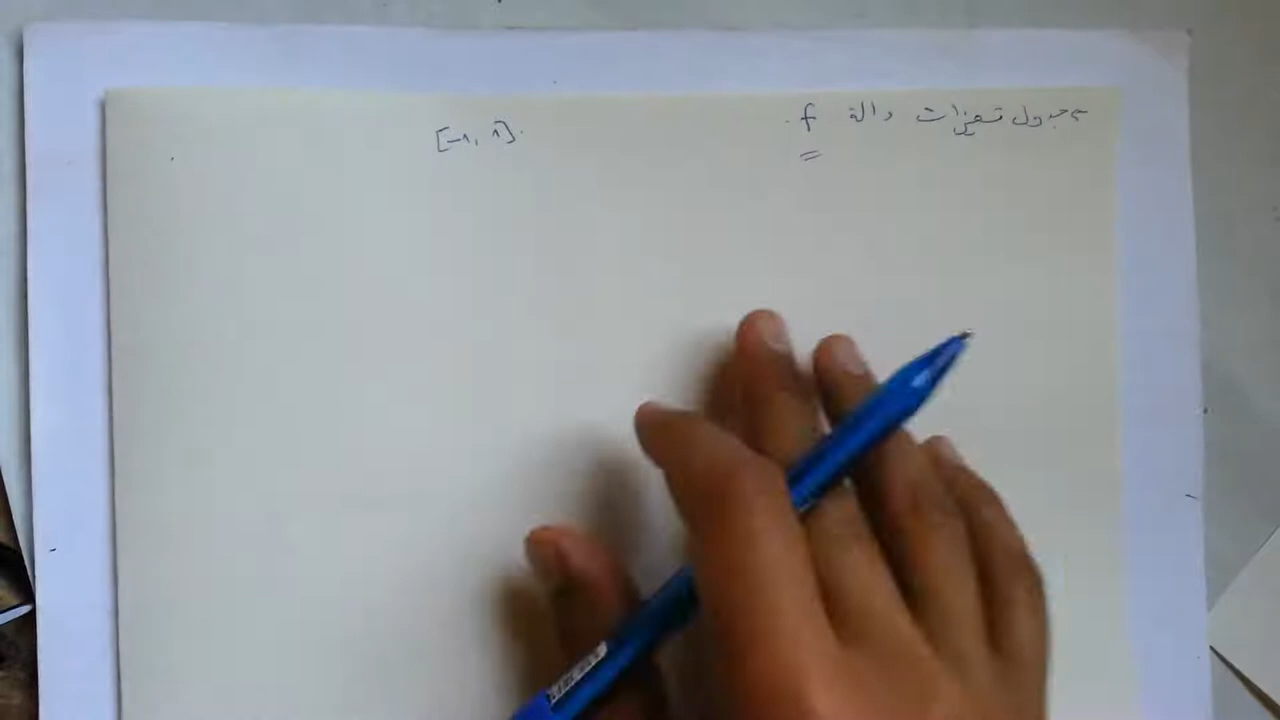 جدول تغيرات دالة f.
[-1, 1].